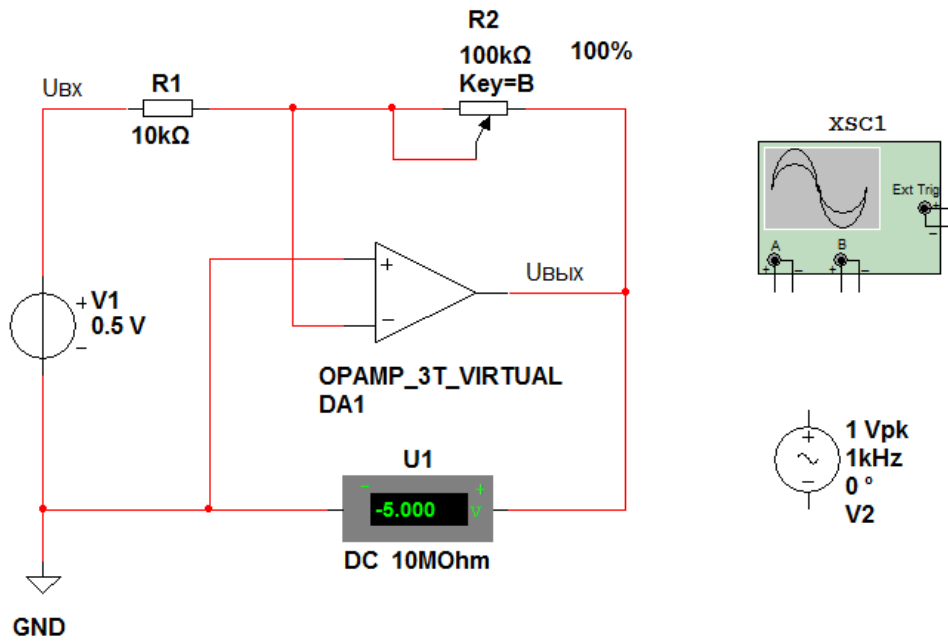 R2
100kΩ
Key=B
100%
Uвх
R1
10kΩ
xsc1
Ext Trig
+
−
A
B
+ − + −
+
−
Uвых
+
V1
0.5 V
−
OPAMP_3T_VIRTUAL
DA1
U1
− +
-5.000 V
DC 10MOhm
+
−
1 Vpk
1kHz
0 º
V2
GND